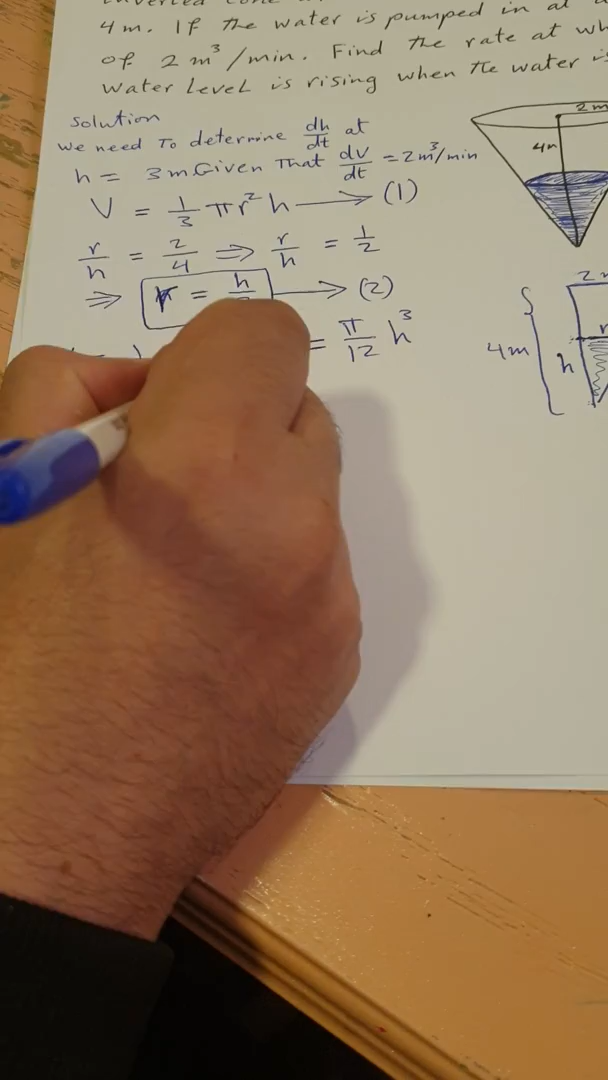 4m. If the water is pumped in at
of 2 m³/min. Find the rate at
water level is rising when the water
solution
we need To determine dh/dt at
h = 3m Given That dv/dt = 2m³/min
V = 1/3 πr²h ⟶ (1)
r/h = 2/4 ⇒ r/h = 1/2
⇒ r = h ⟶ (2)
= π/12 h³
2m
4m
2m
4m
h
r